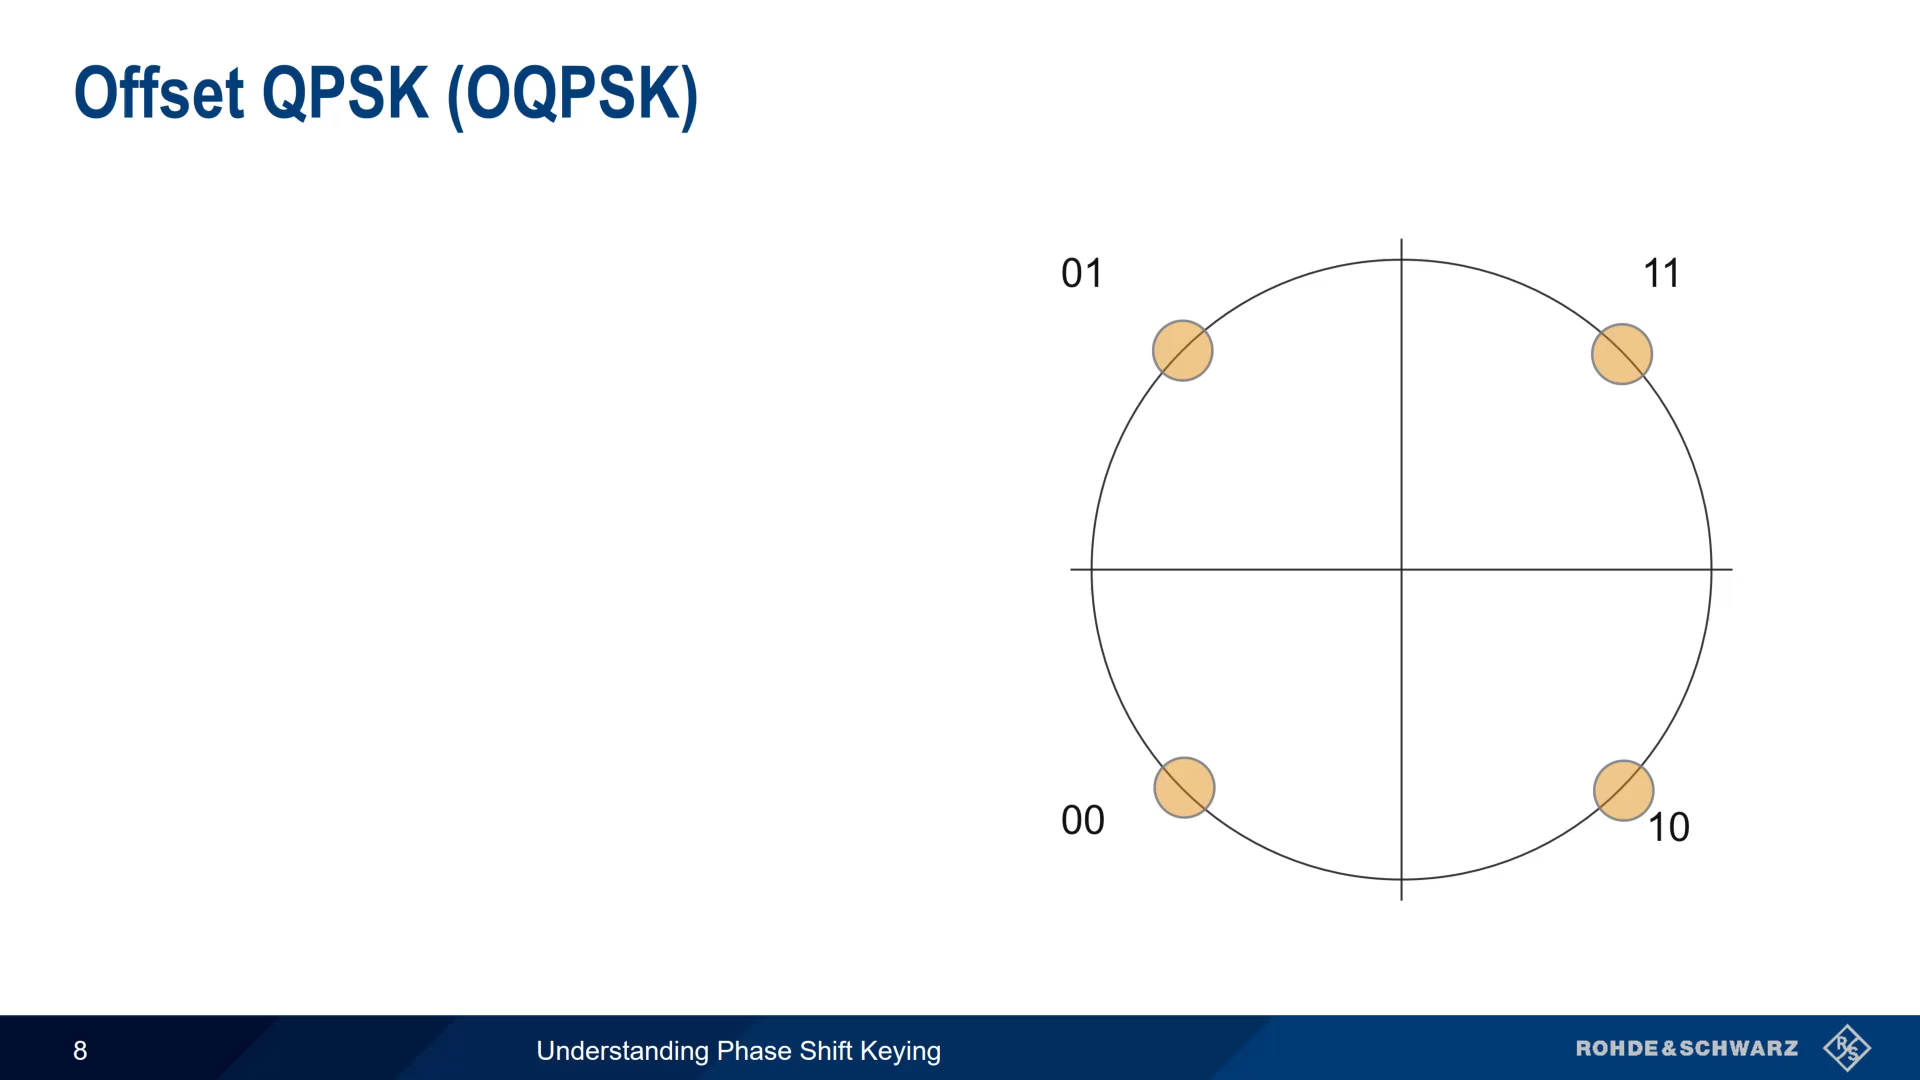 Offset QPSK (OQPSK)
01
11
00
10
8
Understanding Phase Shift Keying
ROHDE&SCHWARZ
R&S